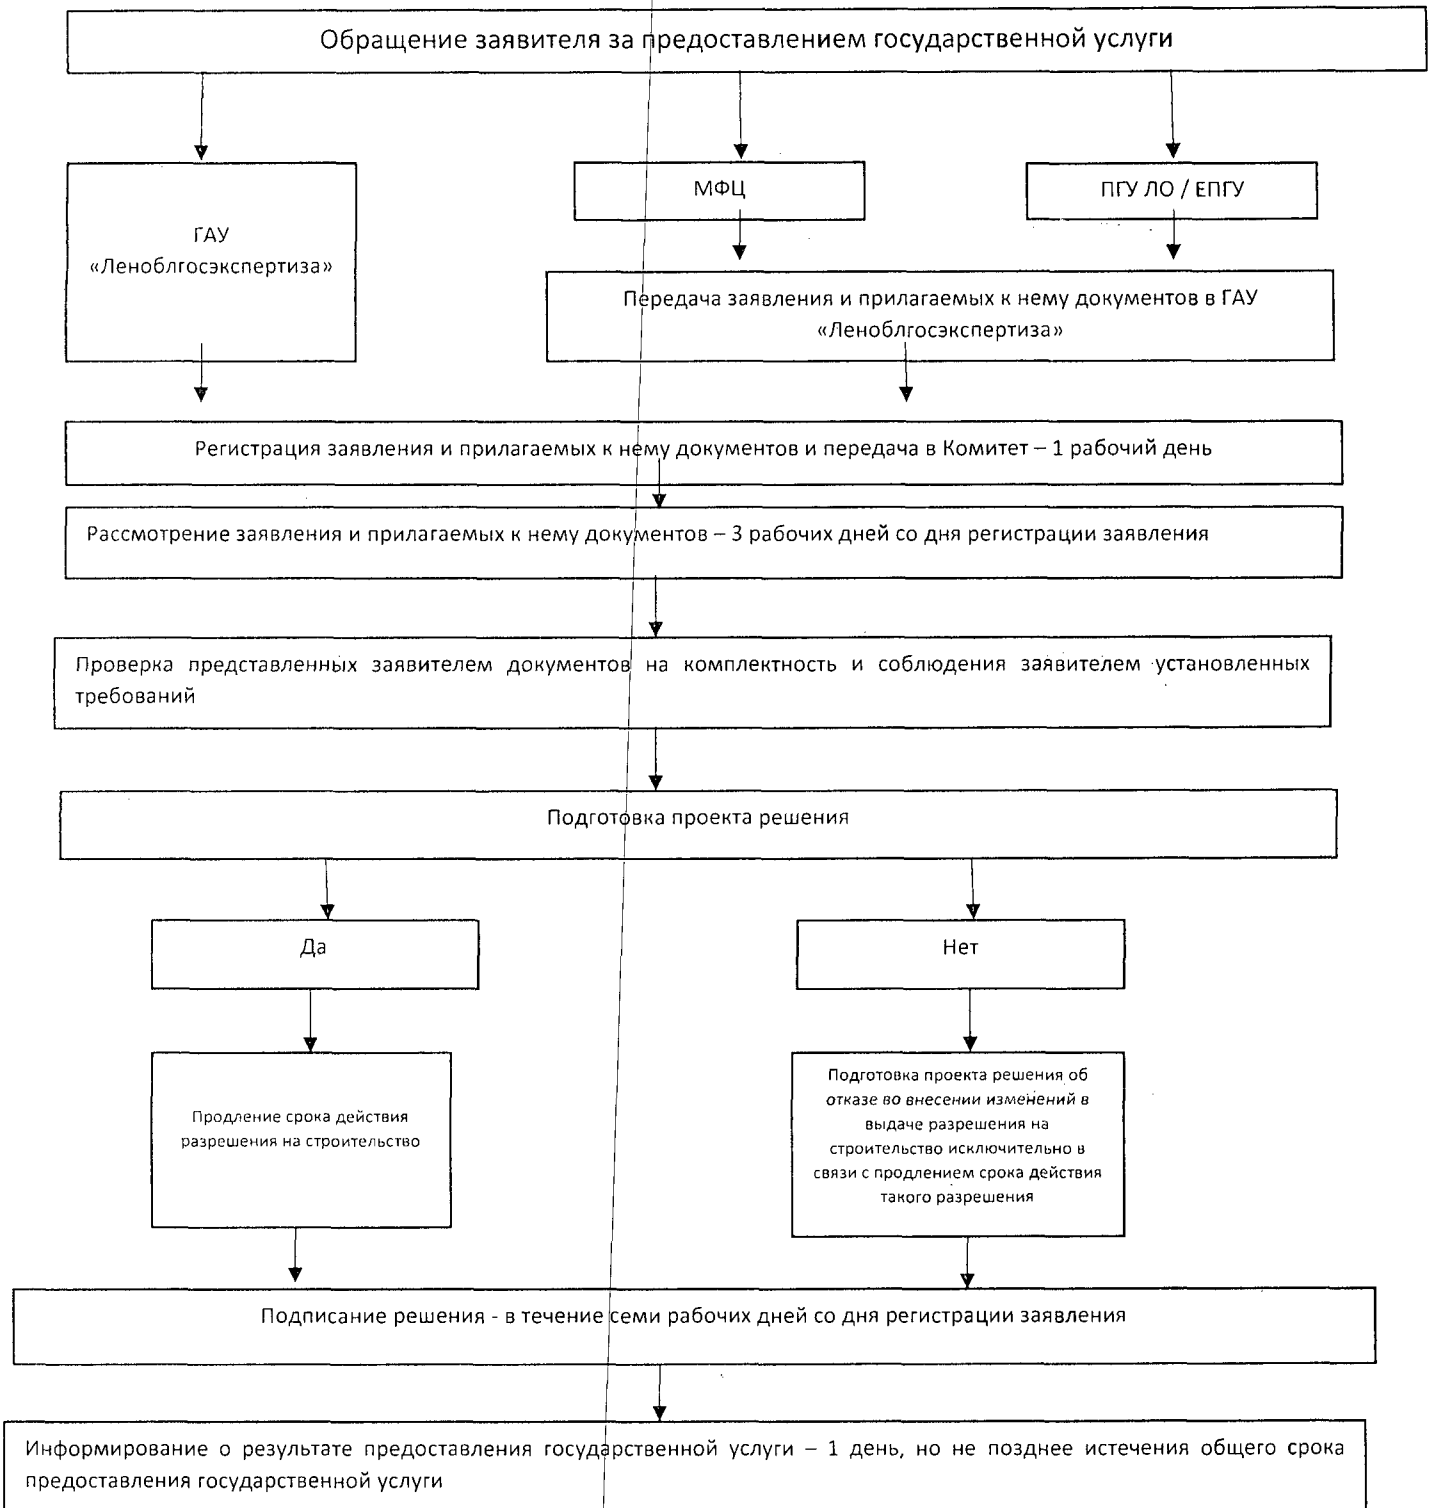 Обращение заявителя за предоставлением государственной услуги
ГАУ
«Леноблгосэкспертиза»
МФЦ
ПГУ ЛО / ЕПГУ
Передача заявления и прилагаемых к нему документов в ГАУ
«Леноблгосэкспертиза»
Регистрация заявления и прилагаемых к нему документов и передача в Комитет – 1 рабочий день
Рассмотрение заявления и прилагаемых к нему документов – 3 рабочих дней со дня регистрации заявления
Проверка представленных заявителем документов на комплектность и соблюдения заявителем установленных
требований
Подготовка проекта решения
Да
Нет
Продление срока действия
разрешения на строительство
Подготовка проекта решения об
отказе во внесении изменений в
выдаче разрешения на
строительство исключительно в
связи с продлением срока действия
такого разрешения
Подписание решения - в течение семи рабочих дней со дня регистрации заявления
Информирование о результате предоставления государственной услуги – 1 день, но не позднее истечения общего срока
предоставления государственной услуги